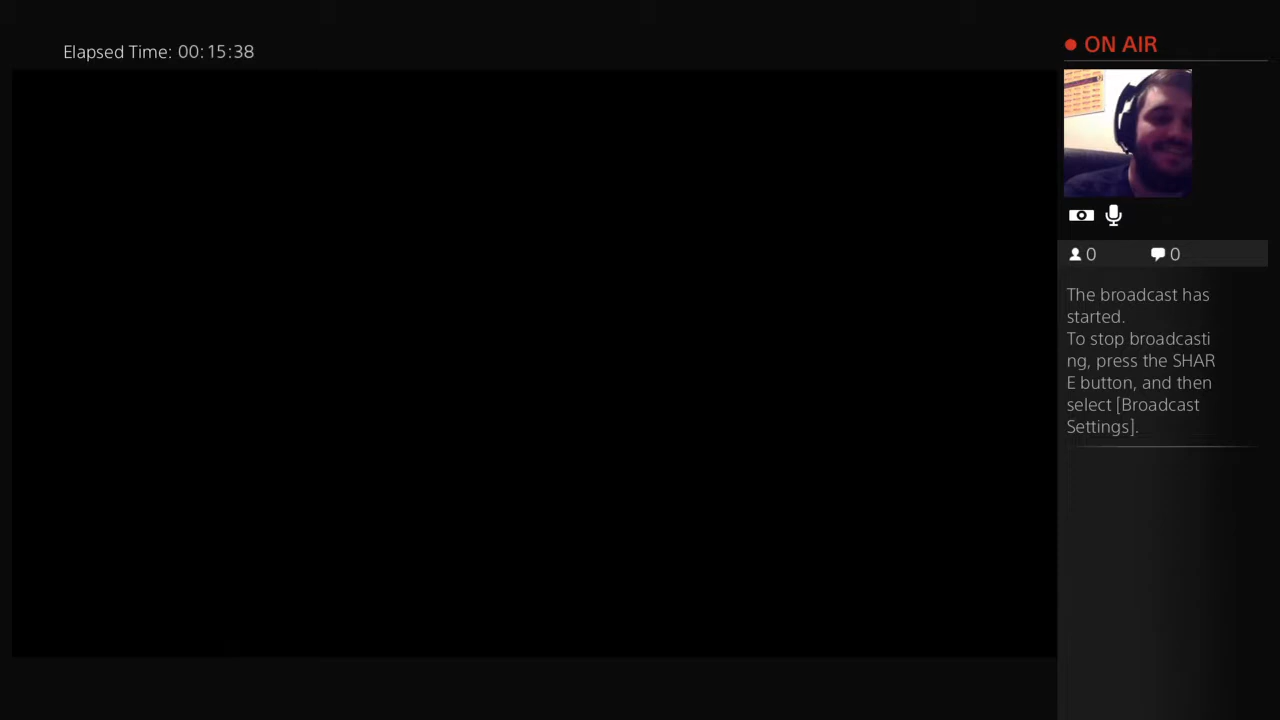 Elapsed Time: 00:15:38
ON AIR
0
0
The broadcast has
started.
To stop broadcasti
ng, press the SHAR
E button, and then
select [Broadcast
Settings].